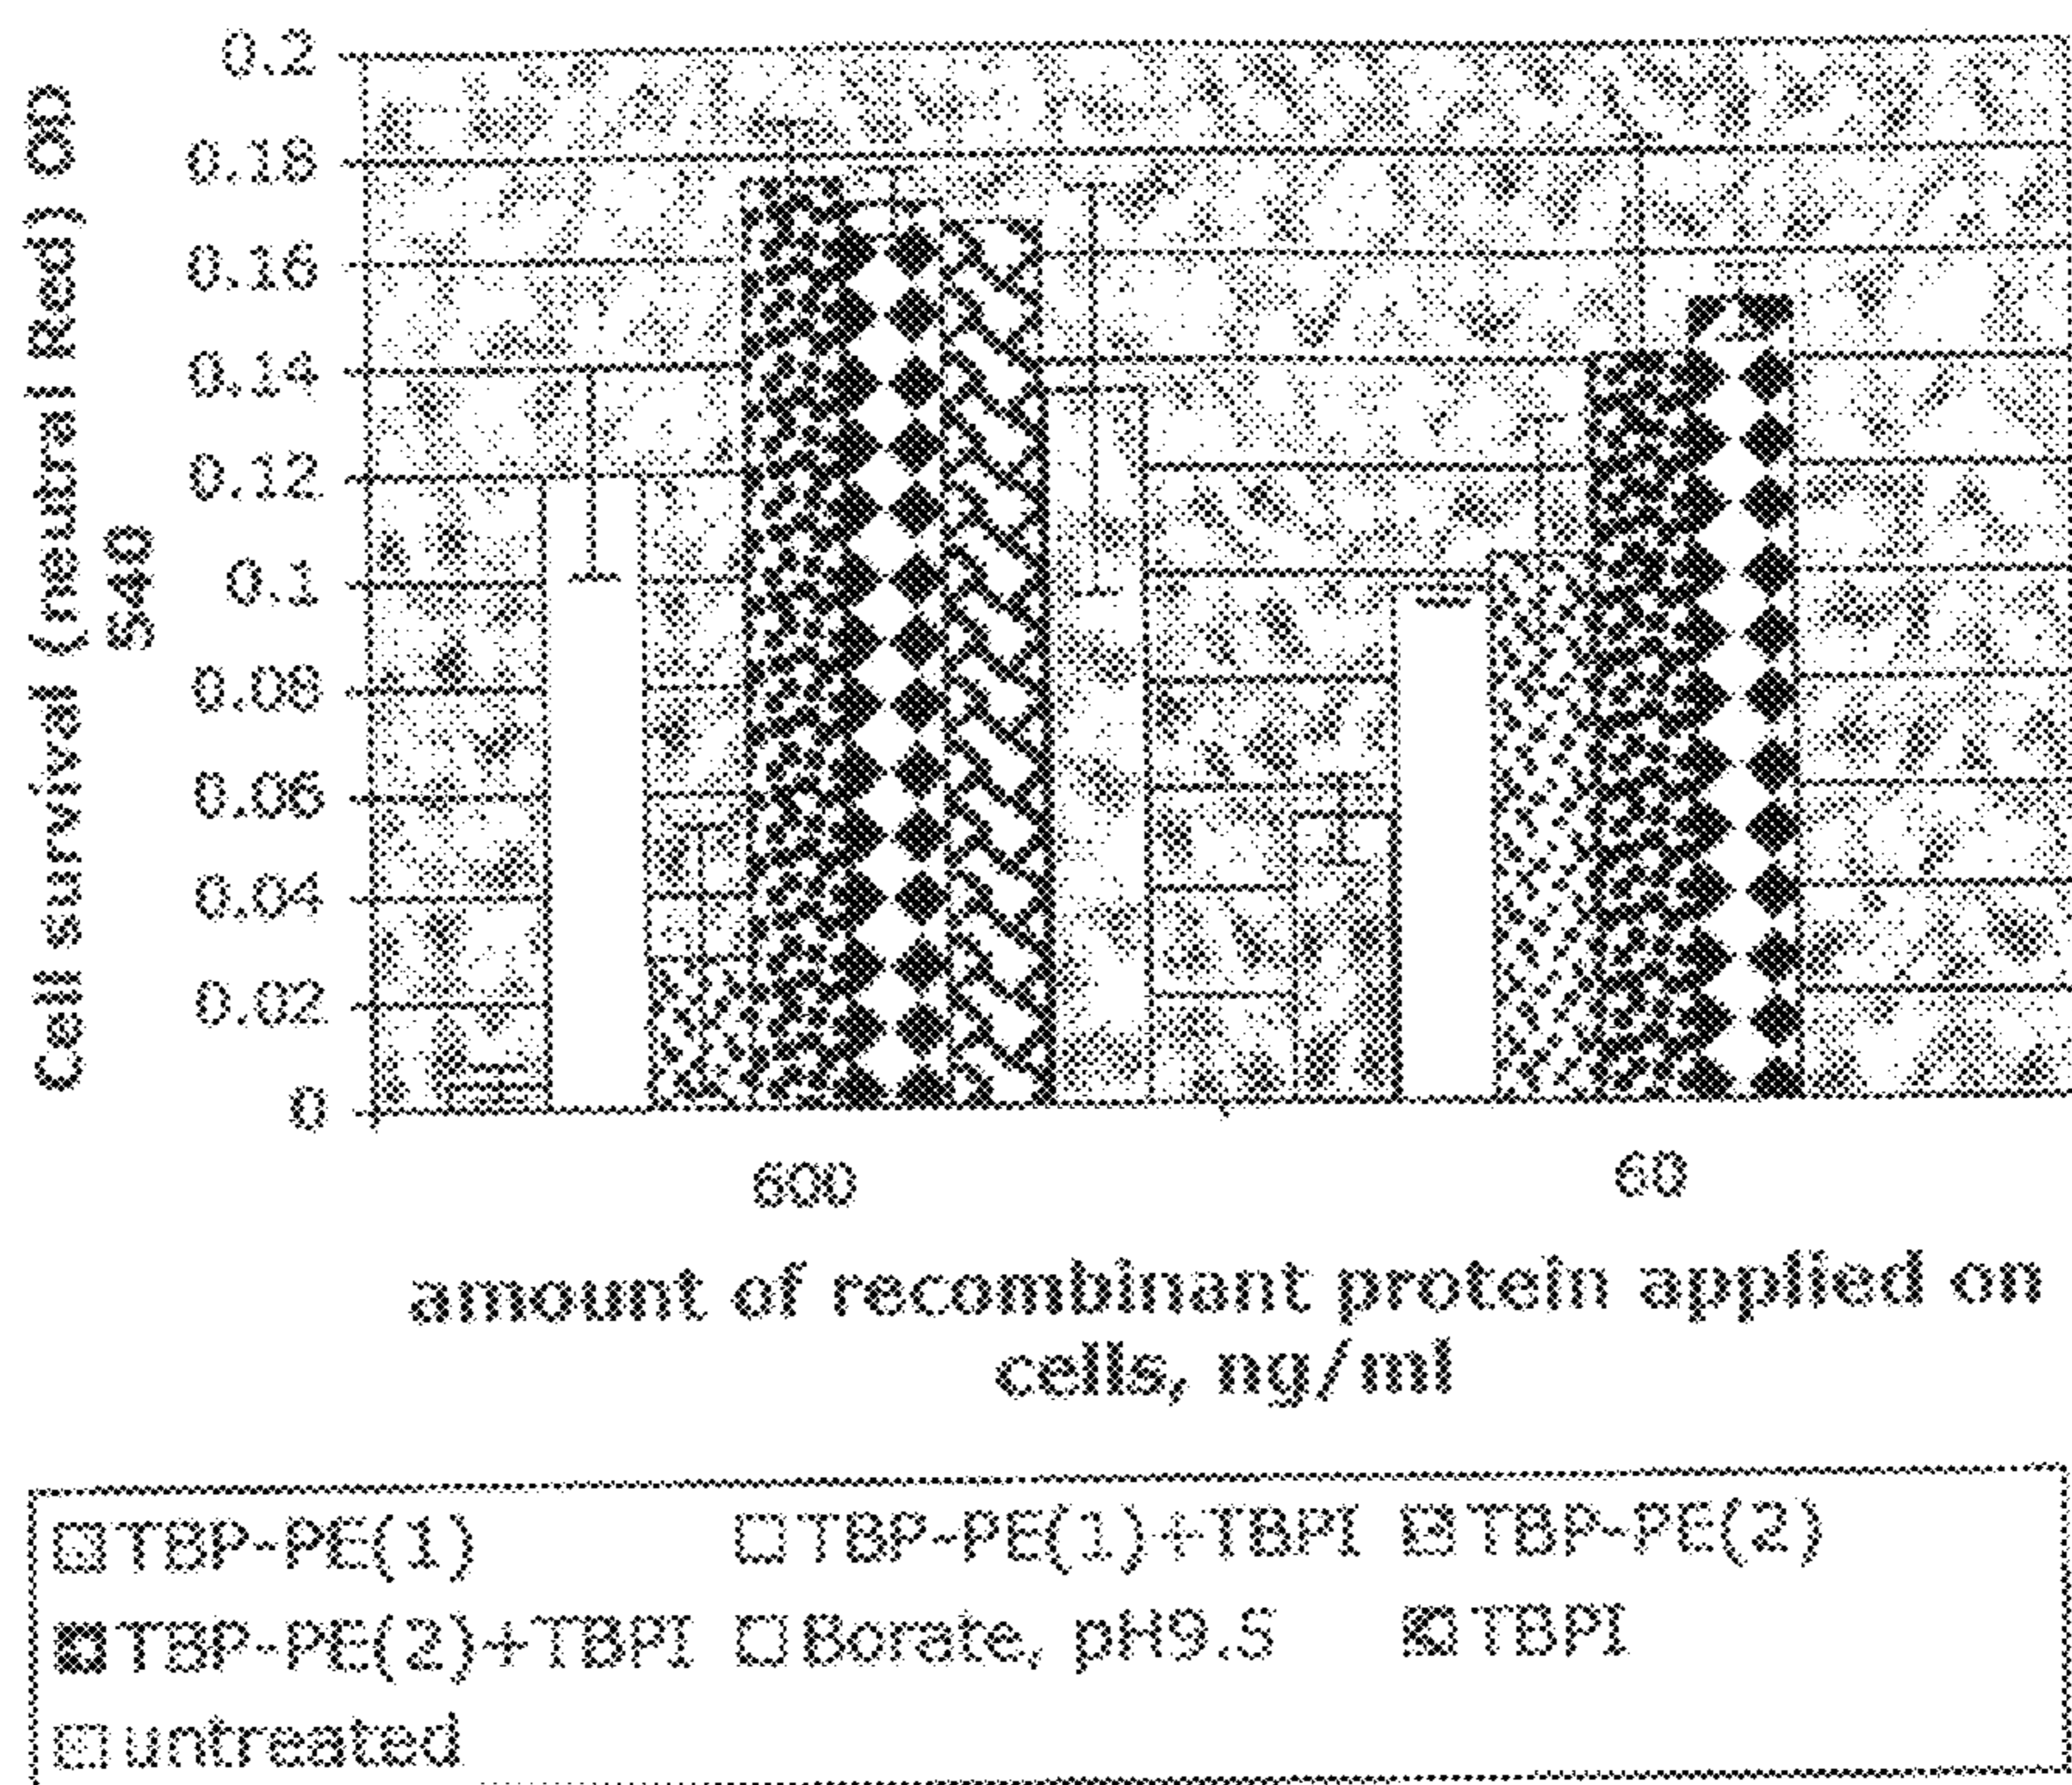 Cell survival (neural Red) OD
540
0.2
0.18
0.16
0.14
0.12
0.1
0.08
0.06
0.04
0.02
0
600 60
amount of recombinant protein applied on
cells, ng/ml
TBP-PE(1) TBP-PE(1)+TBPI TBP-PE(2)
TBP-PE(2)+TBPI Borate, pH9.5 TBPI
untreated